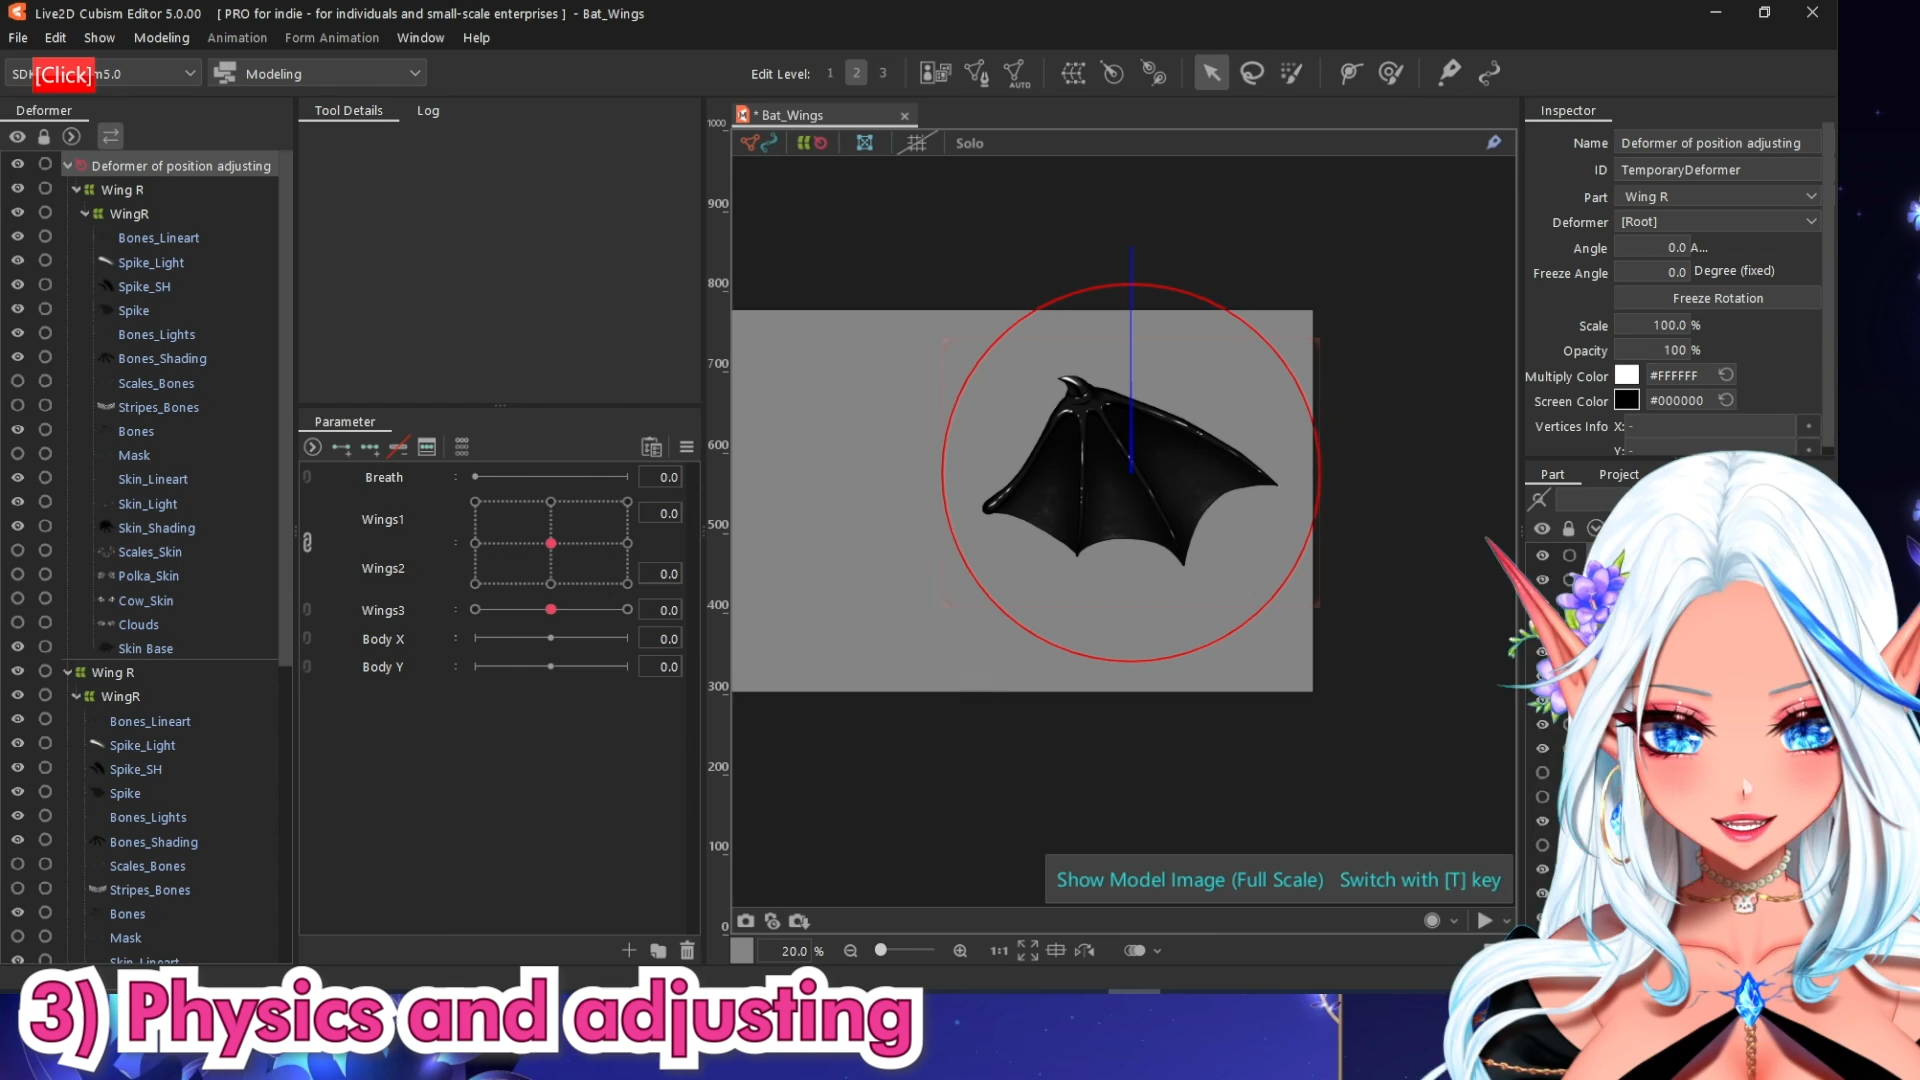 Live2D Cubism Editor 5.0.00 [ PRO for indie - for individuals and small-scale enterprises ] - Bat_Wings
File Edit Show Modeling Animation Form Animation Window Help
SDK [Click] m5.0 Modeling Edit Level: 1 2 3 AUTO
Deformer
Deformer of position adjusting
Wing R
WingR
Bones_Lineart
Spike_Light
Spike_SH
Spike
Bones_Lights
Bones_Shading
Scales_Bones
Stripes_Bones
Bones
Mask
Skin_Lineart
Skin_Light
Skin_Shading
Scales_Skin
Polka_Skin
Cow_Skin
Clouds
Skin Base
Wing R
WingR
Bones_Lineart
Spike_Light
Spike_SH
Spike
Bones_Lights
Bones_Shading
Scales_Bones
Stripes_Bones
Bones
Mask
Skin_Lineart
Tool Details Log
Parameter
Breath : 0.0
Wings1 0.0
:
Wings2 0.0
Wings3 : 0.0
Body X : 0.0
Body Y : 0.0
* Bat_Wings
Solo
1000
900
800
700
600
500
400
300
200
100
0
Show Model Image (Full Scale) Switch with [T] key
20.0 % 1:1
Inspector
Name Deformer of position adjusting
ID TemporaryDeformer
Part Wing R
Deformer [Root]
Angle 0.0 A...
Freeze Angle 0.0 Degree (fixed)
Freeze Rotation
Scale 100.0 %
Opacity 100 %
Multiply Color #FFFFFF
Screen Color #000000
Vertices Info X: -
Y: -
Part Project
3) Physics and adjusting